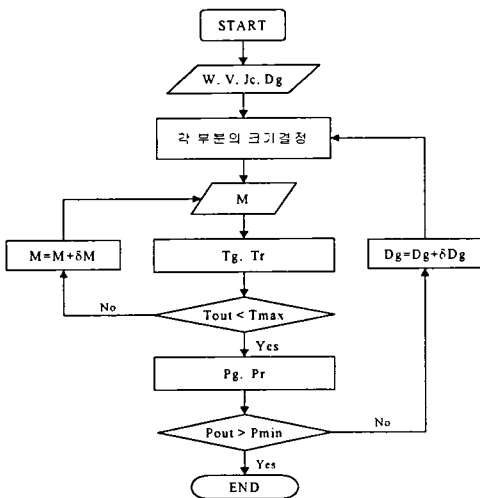 START
W. V. Jc. Dg
각 부분의 크기결정
M
M=M+δM
Tg. Tr
Dg=Dg+δDg
No
Tout < Tmax
Yes
Pg. Pr
Pout > Pmin
No
Yes
END